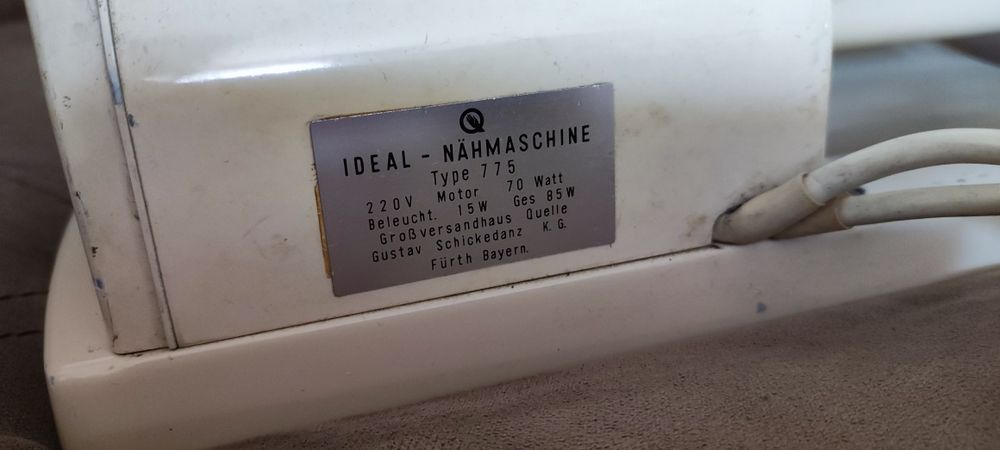 Q
IDEAL - NÄHMASCHINE
Type 775
220V Motor 70 Watt
Beleucht. 15W Ges 85W
Großversandhaus Quelle
Gustav Schickedanz K. G.
Fürth Bayern.